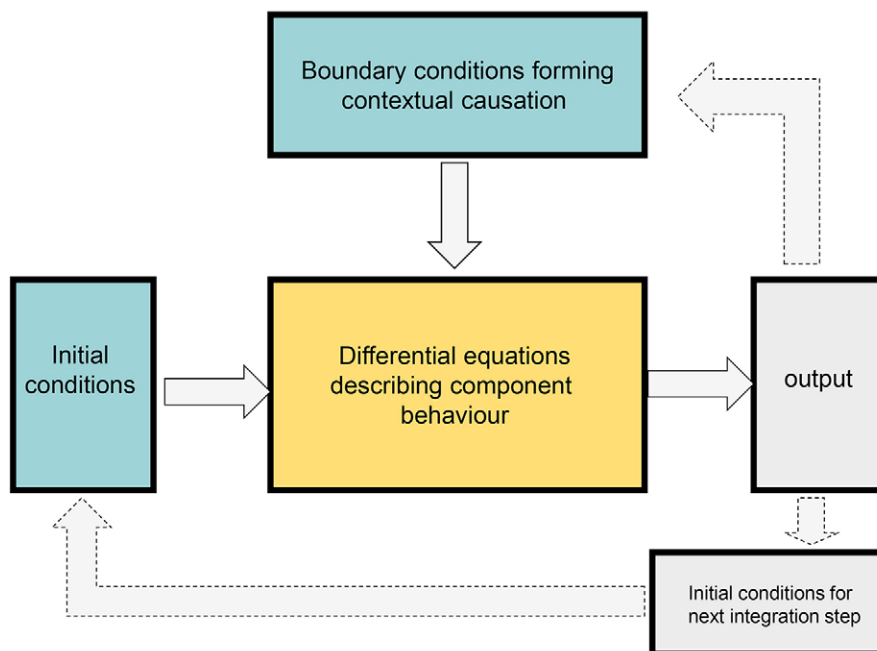 Boundary conditions forming
contextual causation
Initial
conditions
Differential equations
describing component
behaviour
output
Initial conditions for
next integration step